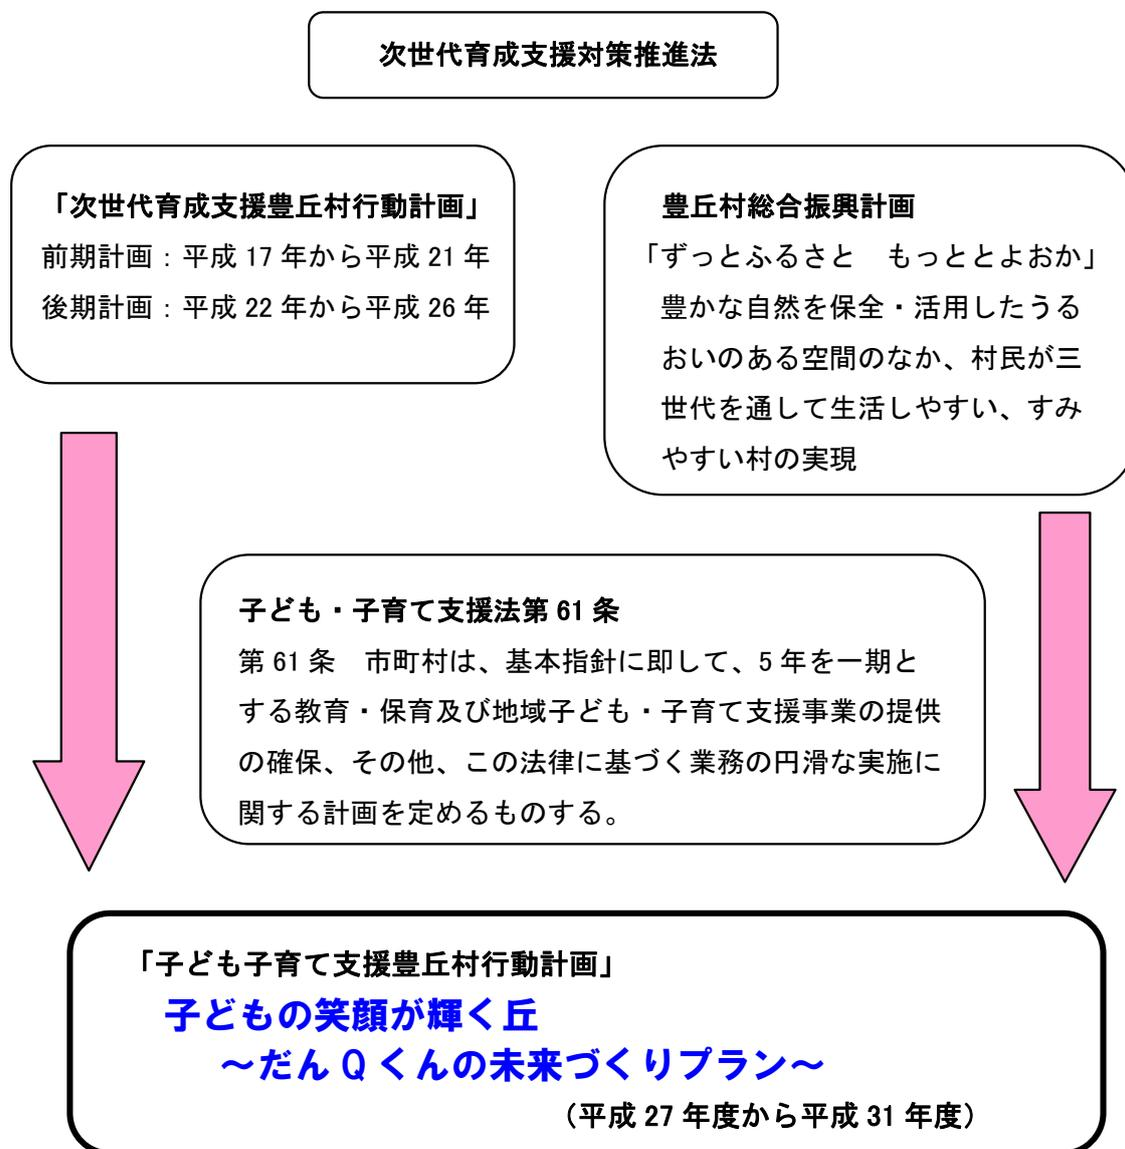 次世代育成支援対策推進法
「次世代育成支援豊丘村行動計画」
前期計画：平成 17 年から平成 21 年
後期計画：平成 22 年から平成 26 年
豊丘村総合振興計画
「ずっとふるさと　もっととよおか」
豊かな自然を保全・活用したうる
おいのある空間のなか、村民が三
世代を通して生活しやすい、すみ
やすい村の実現
子ども・子育て支援法第 61 条
第 61 条　市町村は、基本指針に即して、5 年を一期と
する教育・保育及び地域子ども・子育て支援事業の提供
の確保、その他、この法律に基づく業務の円滑な実施に
関する計画を定めるものする。
「子ども子育て支援豊丘村行動計画」
子どもの笑顔が輝く丘
～だん Q くんの未来づくりプラン～
（平成 27 年度から平成 31 年度）